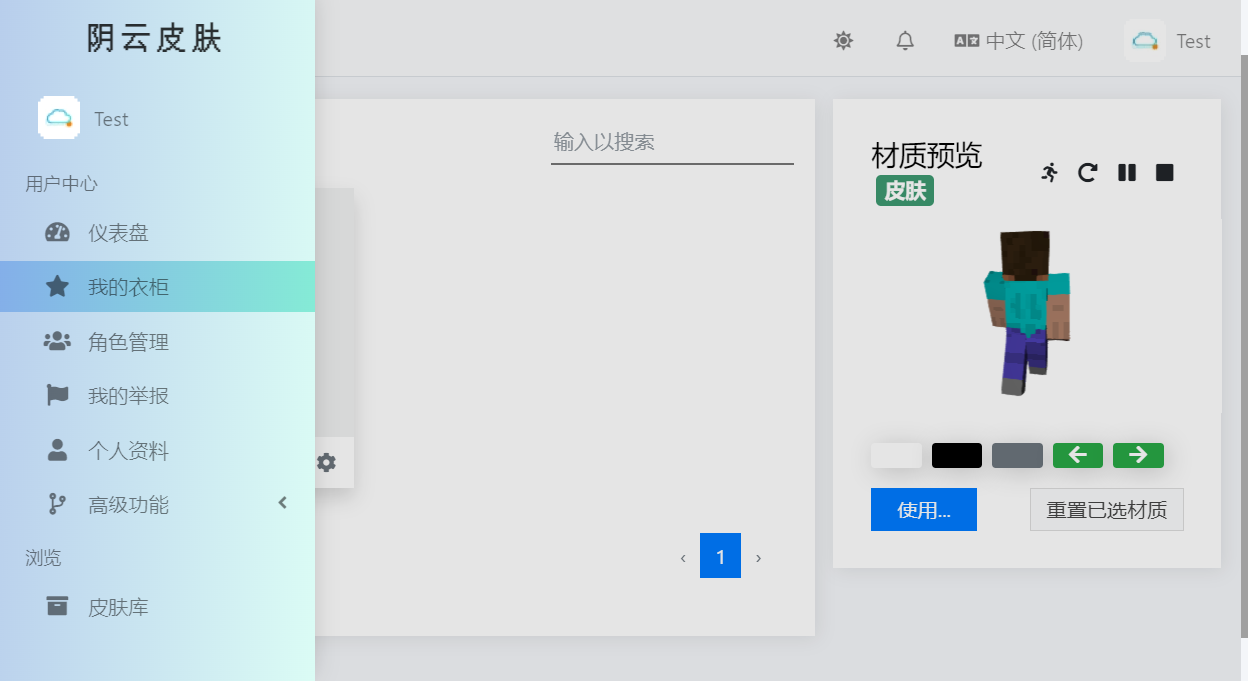 阴云皮肤
Test
用户中心
仪表盘
我的衣柜
角色管理
我的举报
个人资料
高级功能
浏览
皮肤库
中文 (简体)
Test
输入以搜索
‹ 1 ›
材质预览
皮肤
使用...
重置已选材质